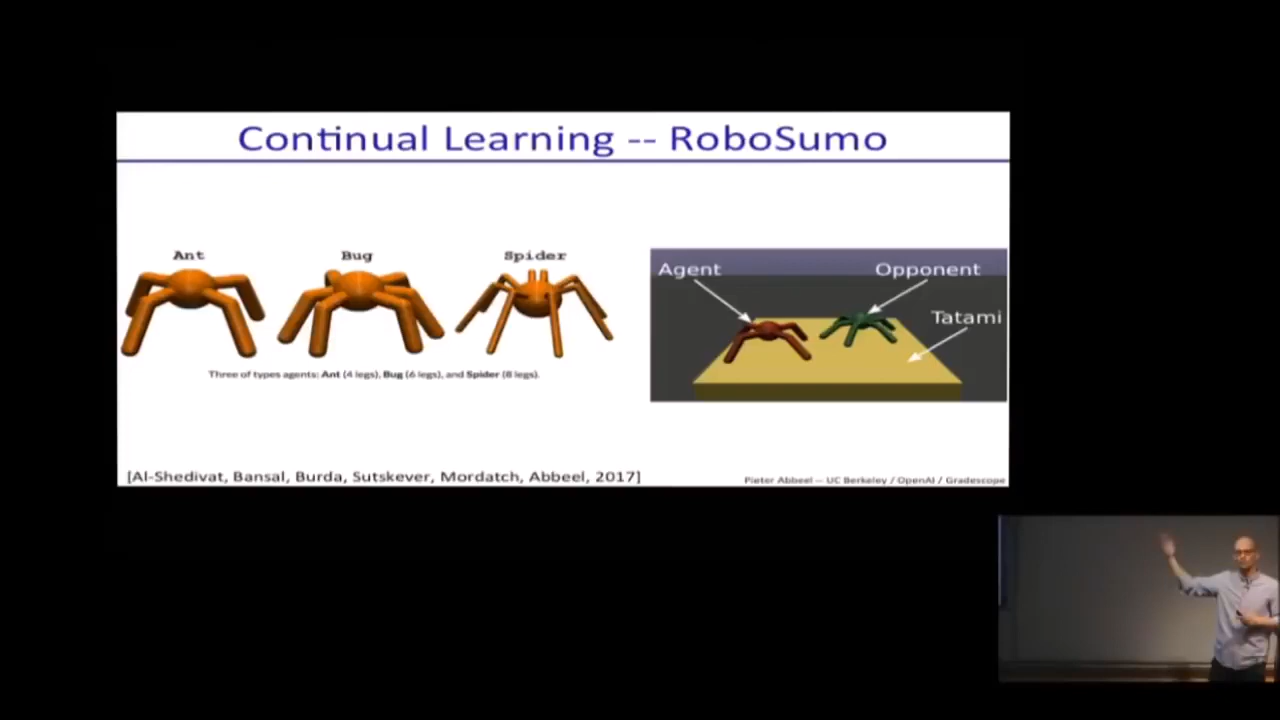 Continual Learning -- RoboSumo
Ant Bug Spider
Three of types agents: Ant (4 legs), Bug (6 legs), and Spider (8 legs).
Agent Opponent
Tatami
[Al-Shedivat, Bansal, Burda, Sutskever, Mordatch, Abbeel, 2017]
Pieter Abbeel -- UC Berkeley / OpenAI / Gradescope